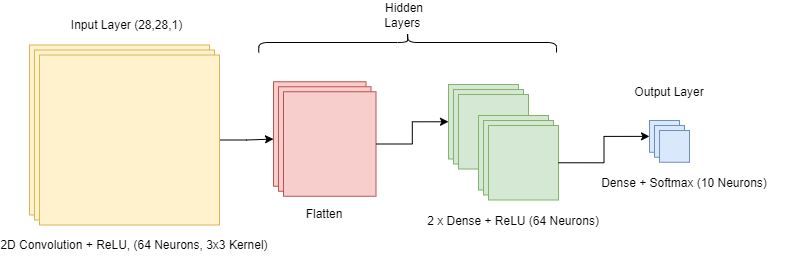 Hidden
Layers
Input Layer (28,28,1)
Output Layer
Dense + Softmax (10 Neurons)
Flatten
2 x Dense + ReLU (64 Neurons)
2D Convolution + ReLU, (64 Neurons, 3x3 Kernel)